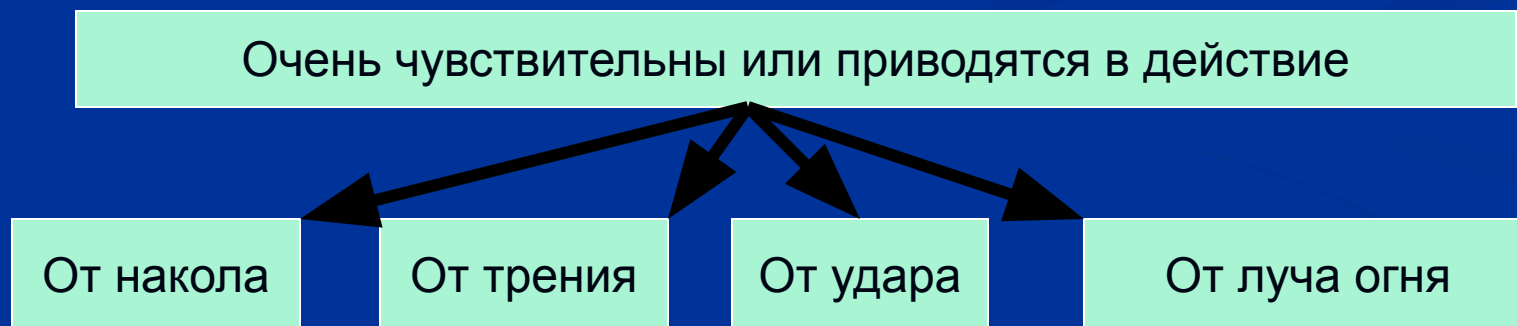 Очень чувствительны или приводятся в действие
От накола
От трения
От удара
От луча огня